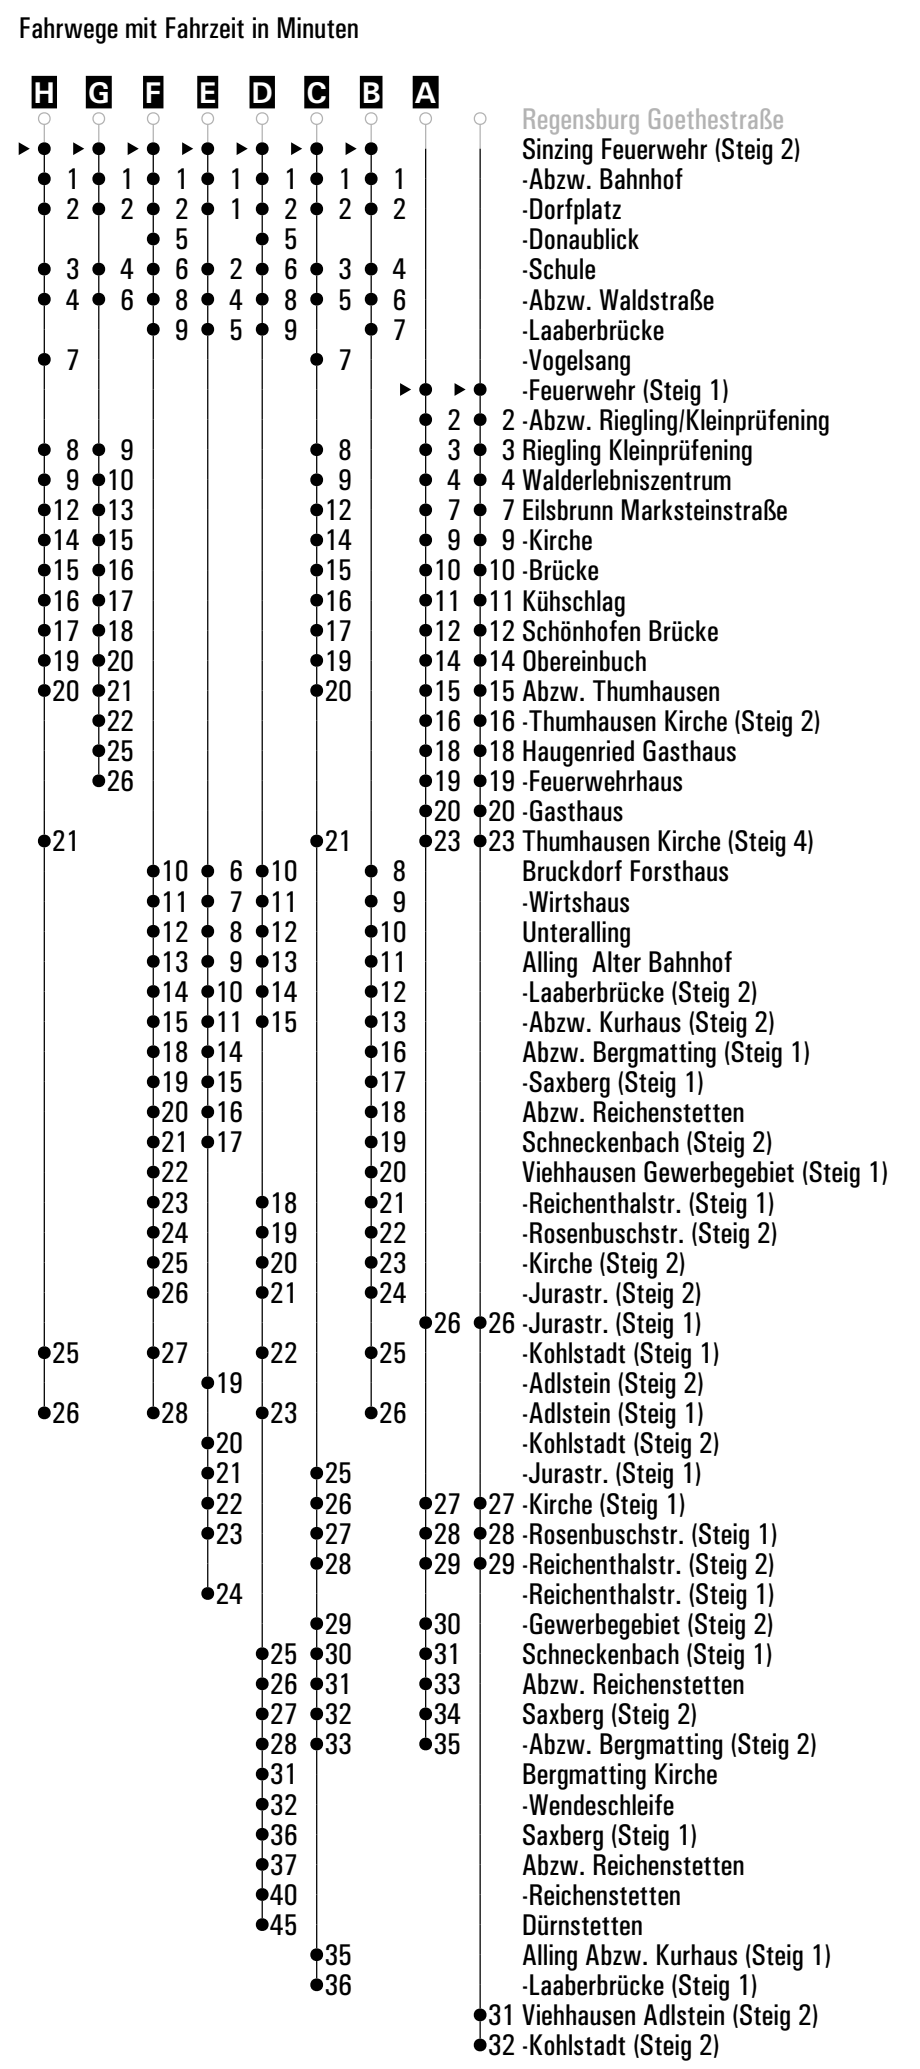 Fahrwege mit Fahrzeit in Minuten
H G F E D C B A
Regensburg Goethestraße
Sinzing Feuerwehr (Steig 2)
1 1 1 1 1 1 1 -Abzw. Bahnhof
2 2 2 1 2 2 2 -Dorfplatz
5 5 -Donaublick
3 4 6 2 6 3 4 -Schule
4 6 8 4 8 5 6 -Abzw. Waldstraße
9 5 9 7 -Laaberbrücke
7 7 -Vogelsang
-Feuerwehr (Steig 1)
2 2 -Abzw. Riegling/Kleinprüfening
8 9 8 3 3 Riegling Kleinprüfening
9 10 9 4 4 Walderlebniszentrum
12 13 12 7 7 Eilsbrunn Marksteinstraße
14 15 14 9 9 -Kirche
15 16 15 10 10 -Brücke
16 17 16 11 11 Kühschlag
17 18 17 12 12 Schönhofen Brücke
19 20 19 14 14 Obereinbuch
20 21 20 15 15 Abzw. Thumhausen
22 16 16 -Thumhausen Kirche (Steig 2)
25 18 18 Haugenried Gasthaus
26 19 19 -Feuerwehrhaus
20 20 -Gasthaus
21 21 23 23 Thumhausen Kirche (Steig 4)
10 6 10 8 Bruckdorf Forsthaus
11 7 11 9 -Wirtshaus
12 8 12 10 Unteralling
13 9 13 11 Alling Alter Bahnhof
14 10 14 12 -Laaberbrücke (Steig 2)
15 11 15 13 -Abzw. Kurhaus (Steig 2)
18 14 16 Abzw. Bergmatting (Steig 1)
19 15 17 -Saxberg (Steig 1)
20 16 18 Abzw. Reichenstetten
21 17 19 Schneckenbach (Steig 2)
22 20 Viehhausen Gewerbegebiet (Steig 1)
23 18 21 -Reichenthalstr. (Steig 1)
24 19 22 -Rosenbuschstr. (Steig 2)
25 20 23 -Kirche (Steig 2)
26 21 24 -Jurastr. (Steig 2)
26 26 -Jurastr. (Steig 1)
25 27 22 25 -Kohlstadt (Steig 1)
19 -Adlstein (Steig 2)
26 28 23 26 -Adlstein (Steig 1)
20 -Kohlstadt (Steig 2)
21 25 -Jurastr. (Steig 1)
22 26 27 27 -Kirche (Steig 1)
23 27 28 28 -Rosenbuschstr. (Steig 1)
28 29 29 -Reichenthalstr. (Steig 2)
24 -Reichenthalstr. (Steig 1)
29 30 -Gewerbegebiet (Steig 2)
25 30 31 Schneckenbach (Steig 1)
26 31 33 Abzw. Reichenstetten
27 32 34 Saxberg (Steig 2)
28 33 35 -Abzw. Bergmatting (Steig 2)
31 Bergmatting Kirche
32 -Wendeschleife
36 Saxberg (Steig 1)
37 Abzw. Reichenstetten
40 -Reichenstetten
45 Dürnstetten
35 Alling Abzw. Kurhaus (Steig 1)
36 -Laaberbrücke (Steig 1)
31 Viehhausen Adlstein (Steig 2)
32 -Kohlstadt (Steig 2)